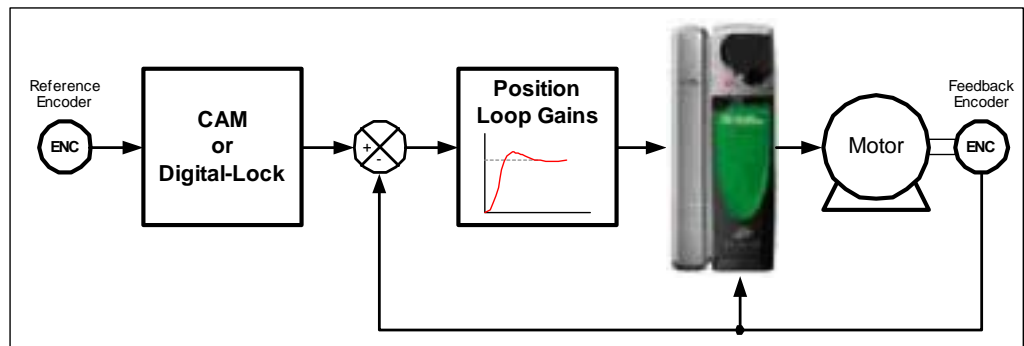 Reference
Encoder
ENC
CAM
or
Digital-Lock
+
-
Position
Loop Gains
Motor
Feedback
Encoder
ENC